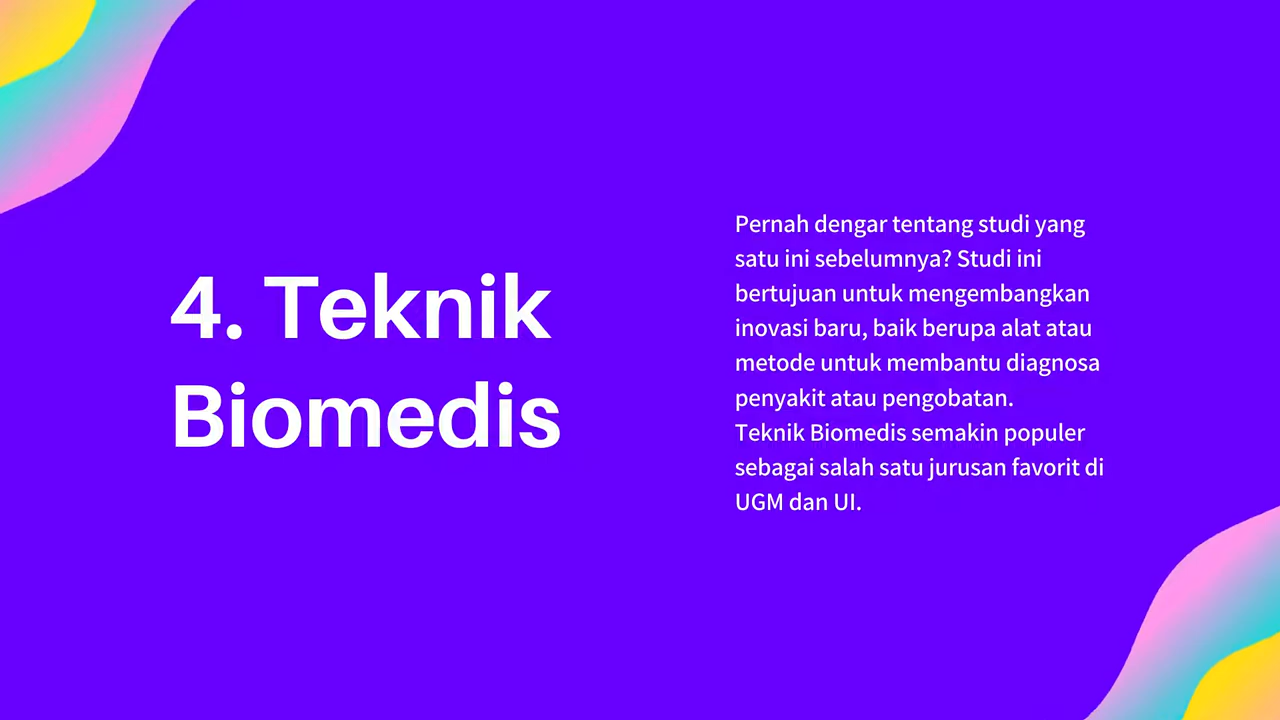 4. Teknik
Biomedis
Pernah dengar tentang studi yang
satu ini sebelumnya? Studi ini
bertujuan untuk mengembangkan
inovasi baru, baik berupa alat atau
metode untuk membantu diagnosa
penyakit atau pengobatan.
Teknik Biomedis semakin populer
sebagai salah satu jurusan favorit di
UGM dan UI.